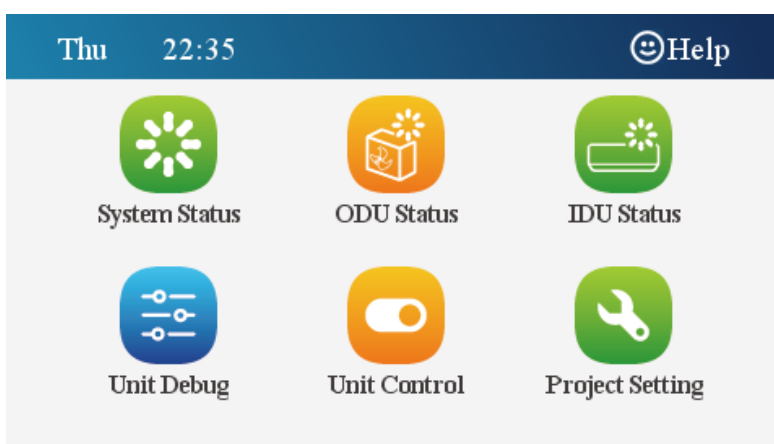 Thu 22:35 Help
System Status ODU Status IDU Status
Unit Debug Unit Control Project Setting